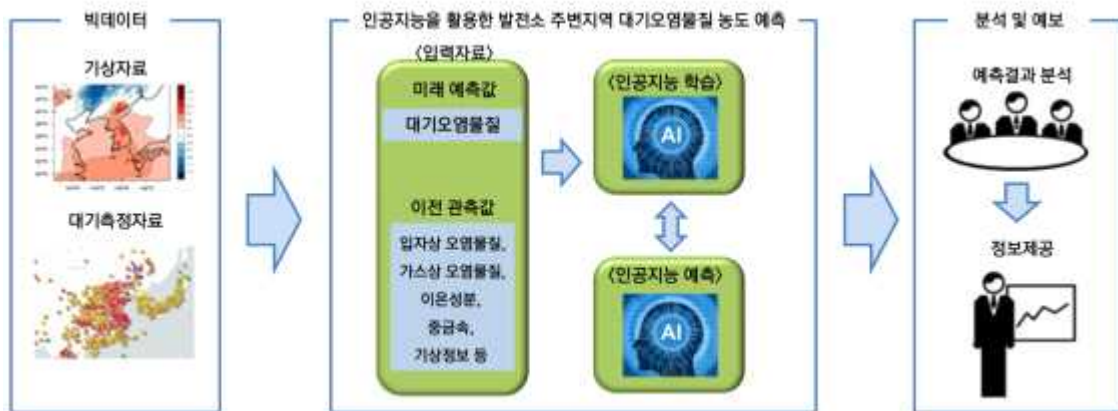 빅데이터
기상자료
대기측정자료
인공지능을 활용한 발전소 주변지역 대기오염물질 농도 예측
<입력자료>
미래 예측값
대기오염물질
이전 관측값
입자상 오염물질,
가스상 오염물질,
이온성분,
중금속,
기상정보 등
<인공지능 학습>
AI
<인공지능 예측>
AI
분석 및 예보
예측결과 분석
정보제공